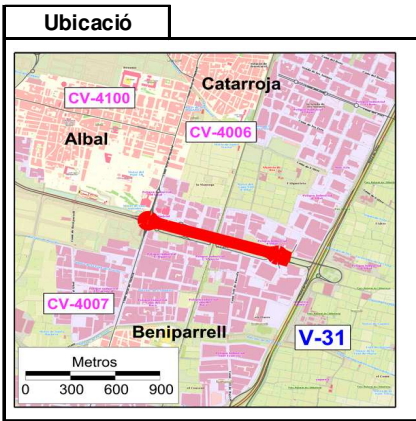 Ubicació
Catarroja
CV-4100
CV-4006
Albal
CV-4007
Beniparrell
V-31
Metros
0 300 600 900